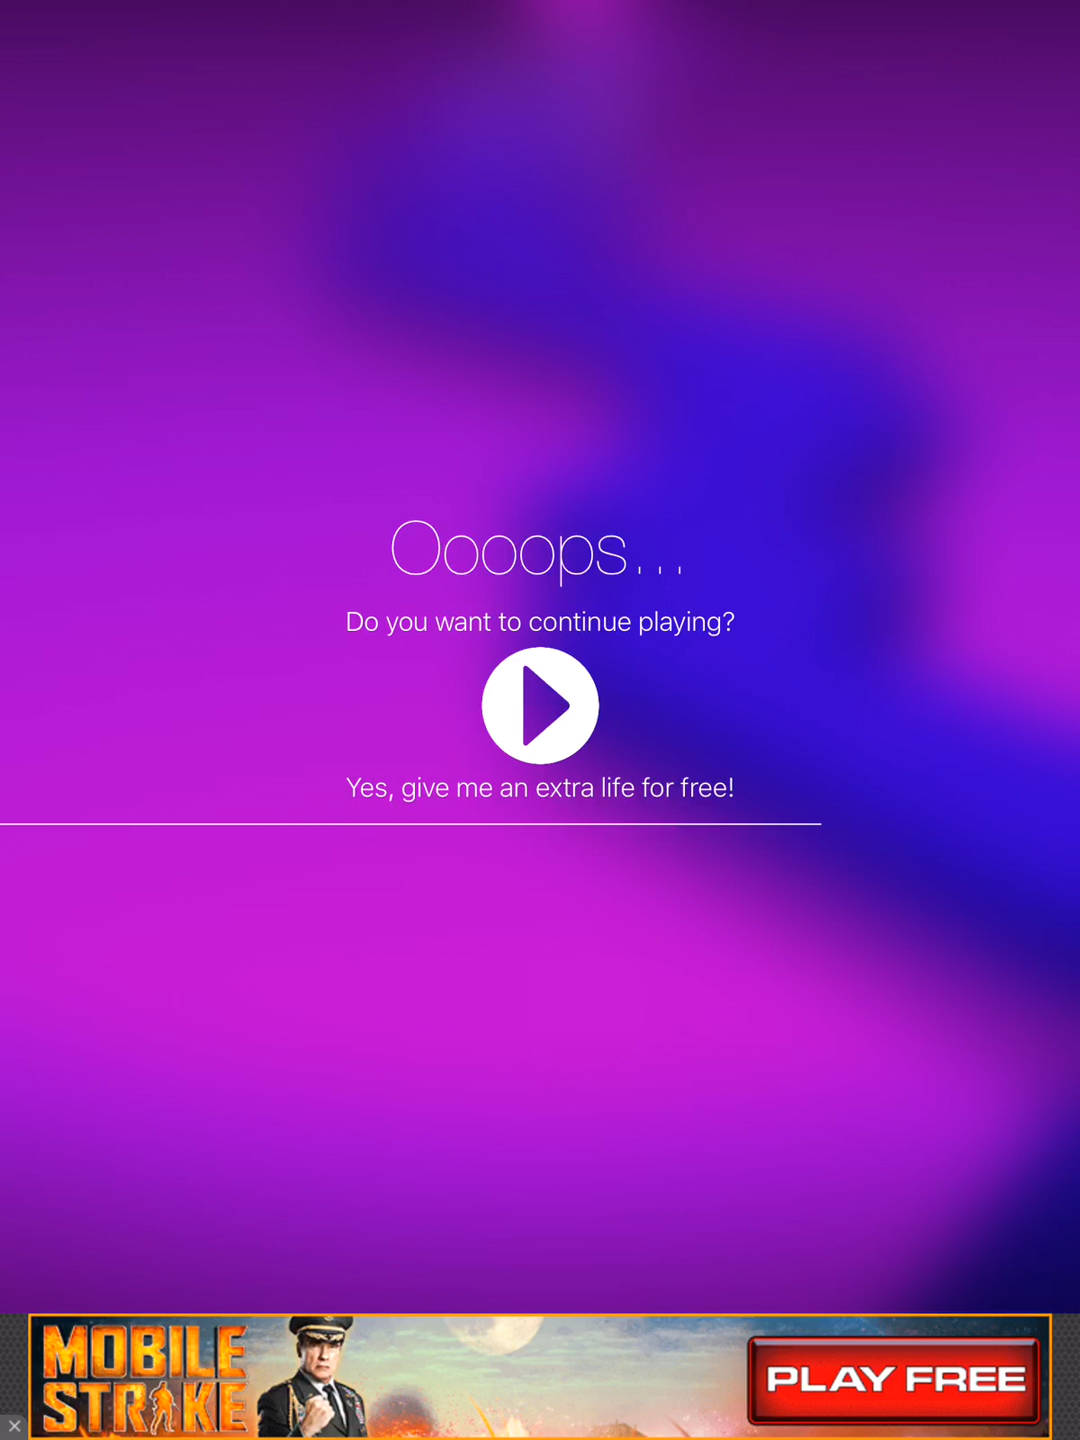 Oooops...
Do you want to continue playing?
Yes, give me an extra life for free!
MOBILE
STRIKE
PLAY FREE